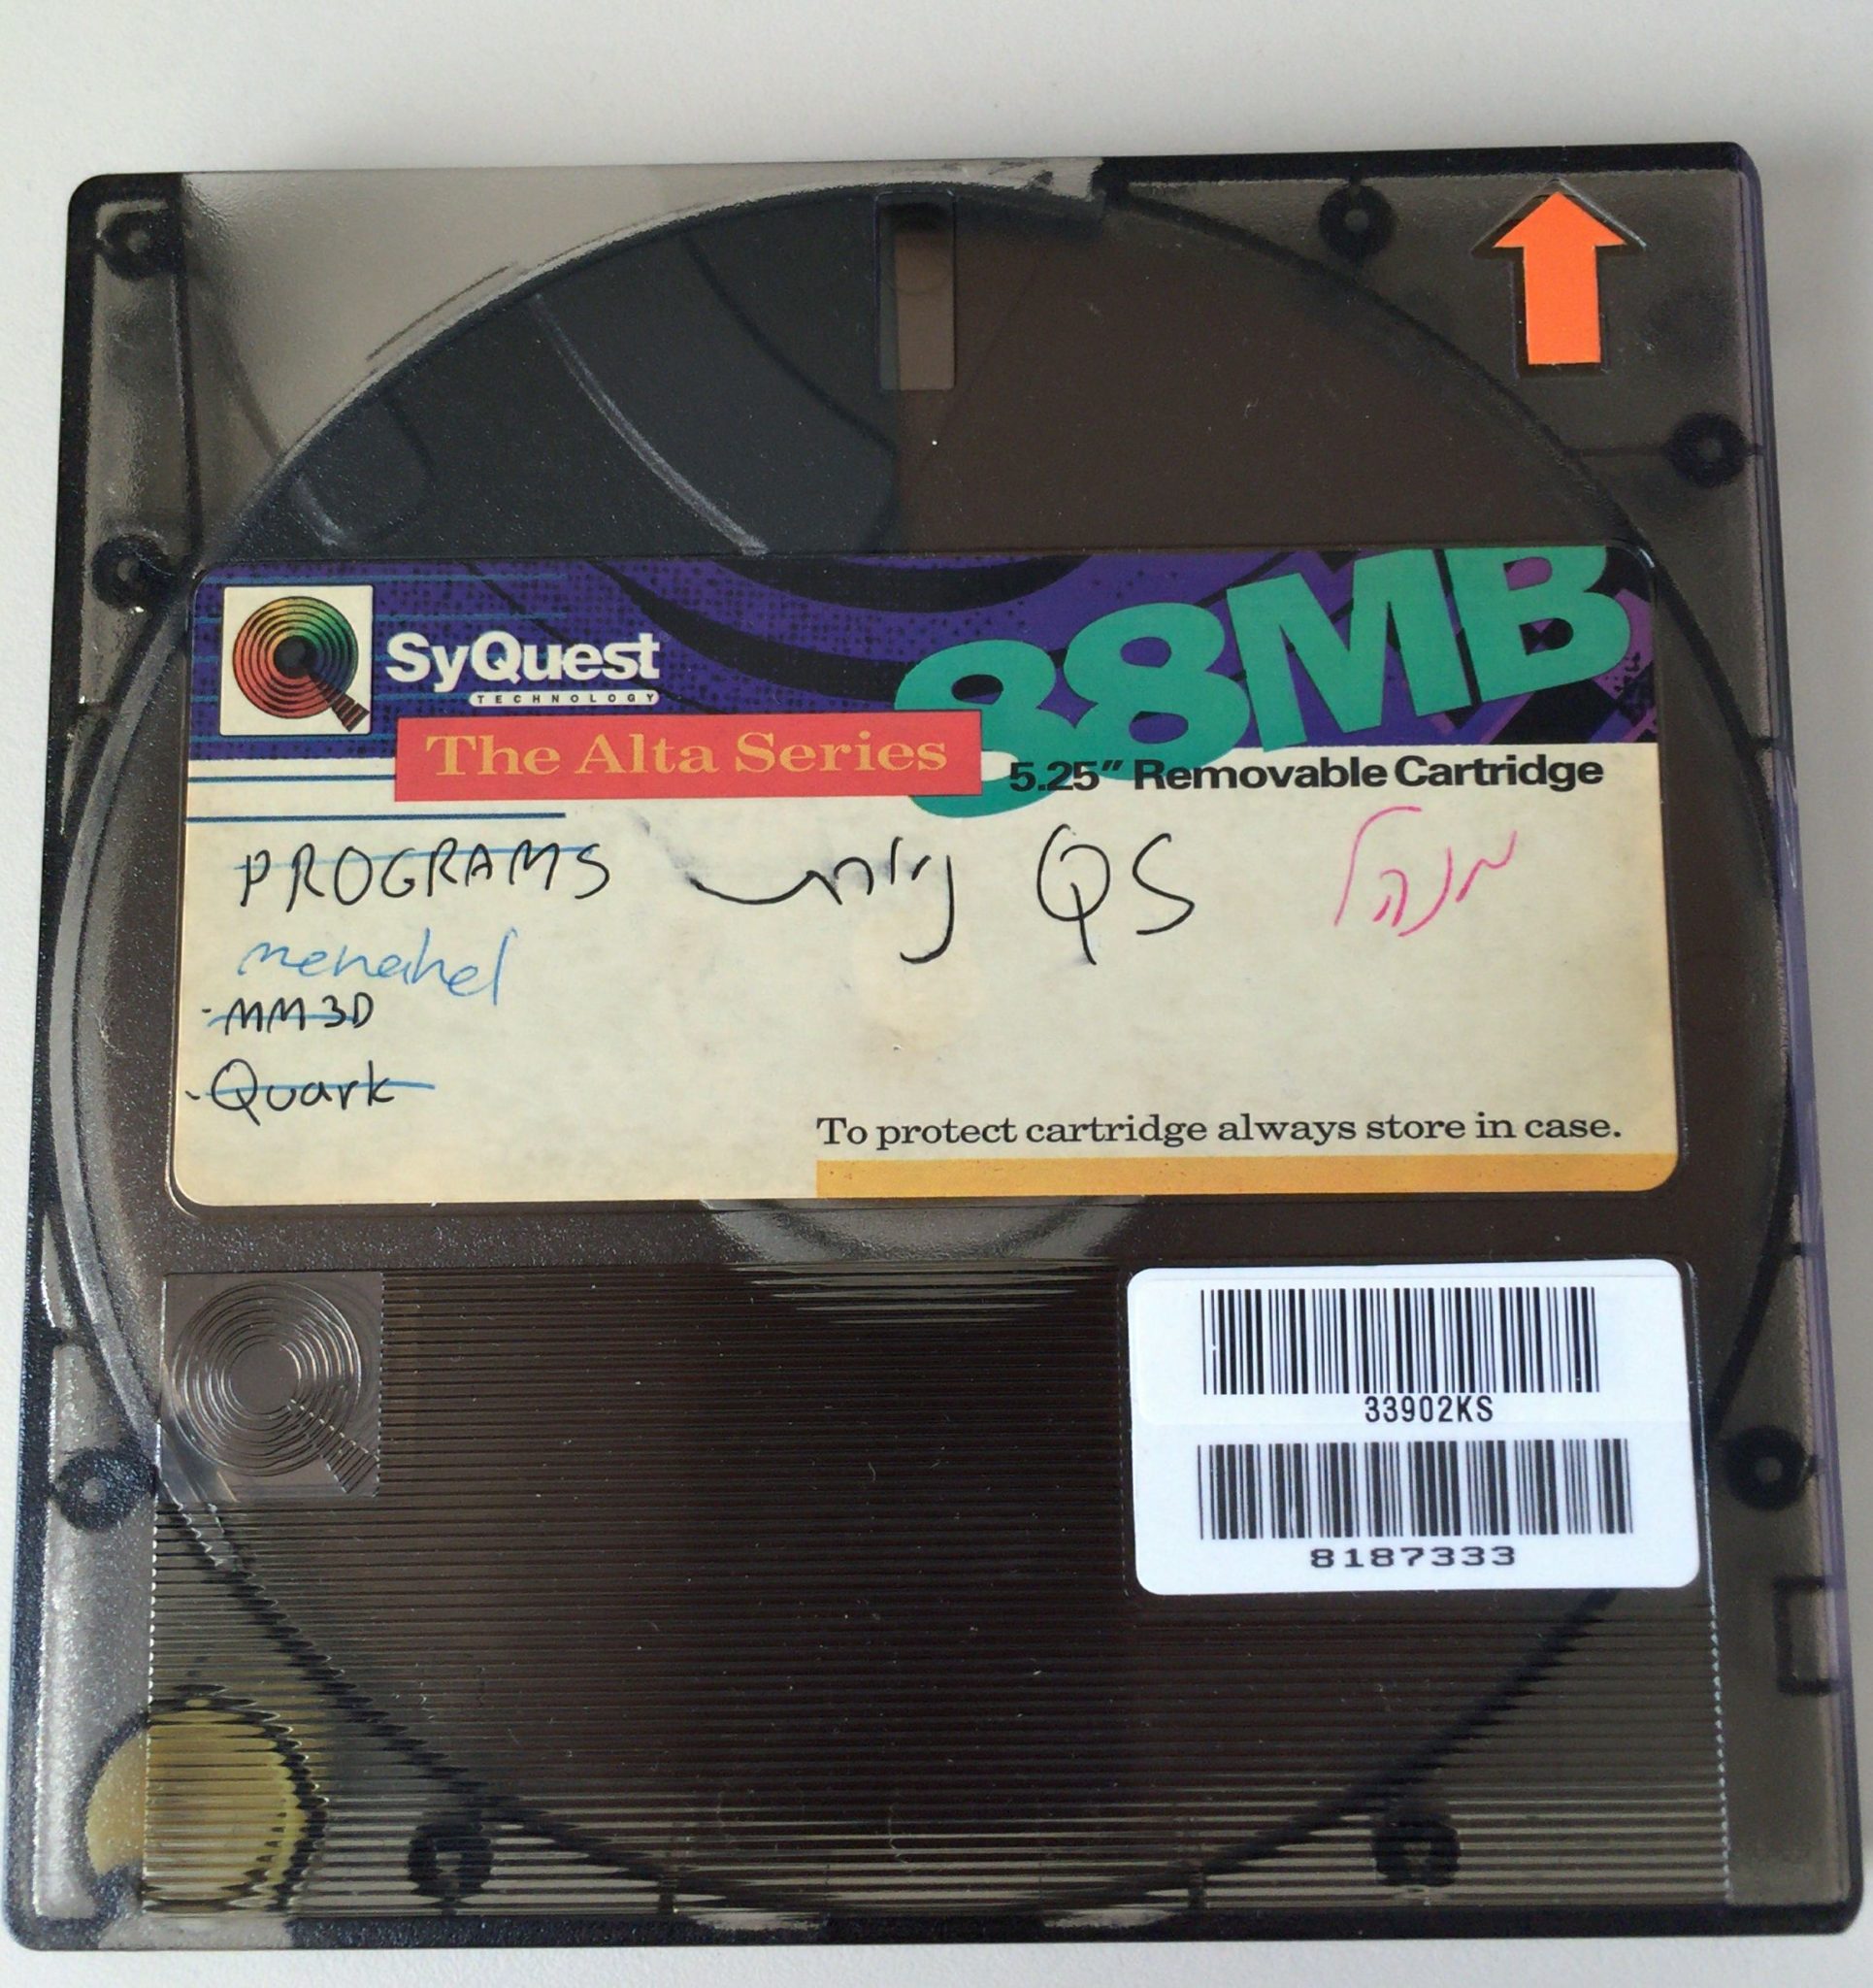 SyQuest
TECHNOLOGY
88MB
The Alta Series
5.25” Removable Cartridge
PROGRAMS QS מנהל
menahel
-MM3D
-Quark
To protect cartridge always store in case.
33902KS
8187333